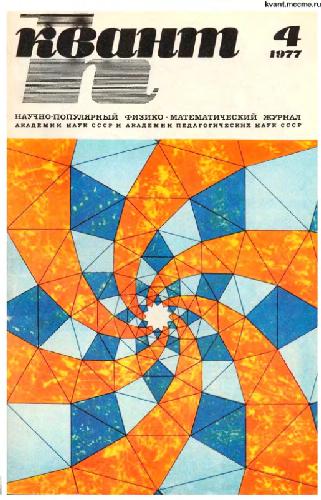 kvant.mccme.ru
квант
4
1977
НАУЧНО-ПОПУЛЯРНЫЙ ФИЗИКО-МАТЕМАТИЧЕСКИЙ ЖУРНАЛ
АКАДЕМИИ НАУК СССР И АКАДЕМИИ ПЕДАГОГИЧЕСКИХ НАУК СССР